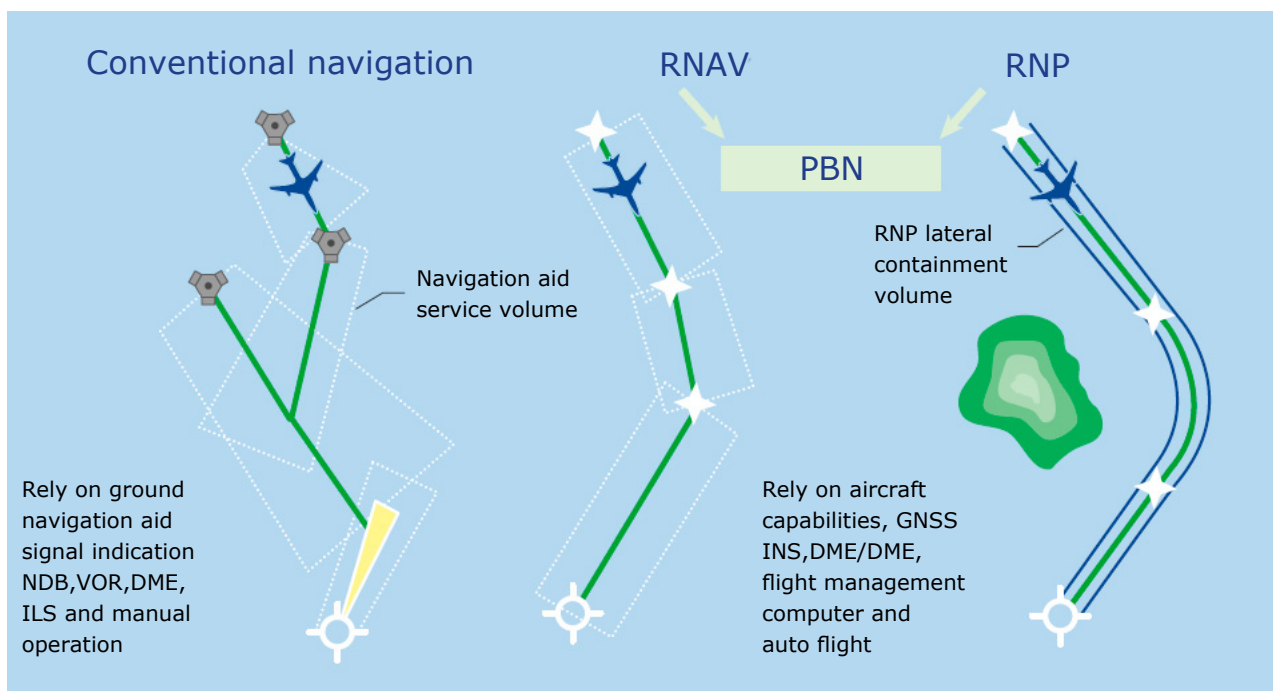 Conventional navigation
RNAV
RNP
PBN
Navigation aid
service volume
RNP lateral
containment
volume
Rely on ground
navigation aid
signal indication
NDB,VOR,DME,
ILS and manual
operation
Rely on aircraft
capabilities, GNSS
INS,DME/DME,
flight management
computer and
auto flight